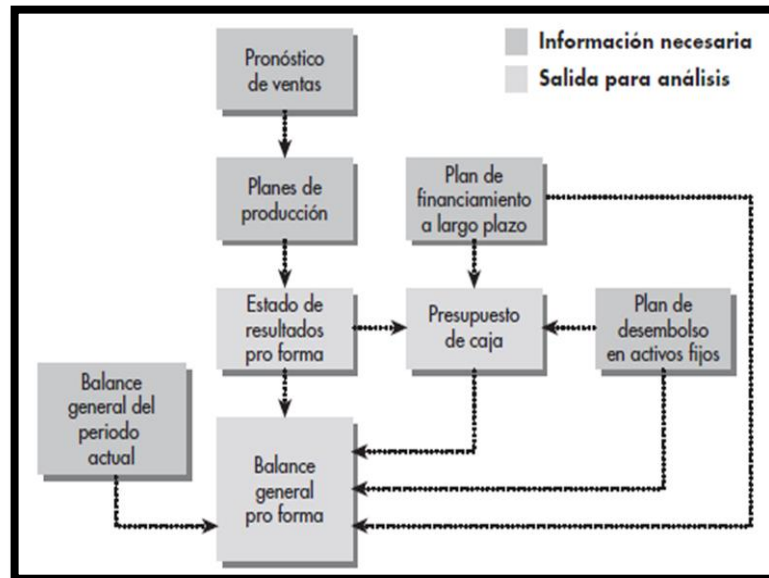 Pronóstico
de ventas
Información necesaria
Salida para análisis
Planes de
producción
Plan de
financiamiento
a largo plazo
Estado de
resultados
pro forma
Presupuesto
de caja
Plan de
desembolso
en activos fijos
Balance
general del
periodo
actual
Balance
general
pro forma